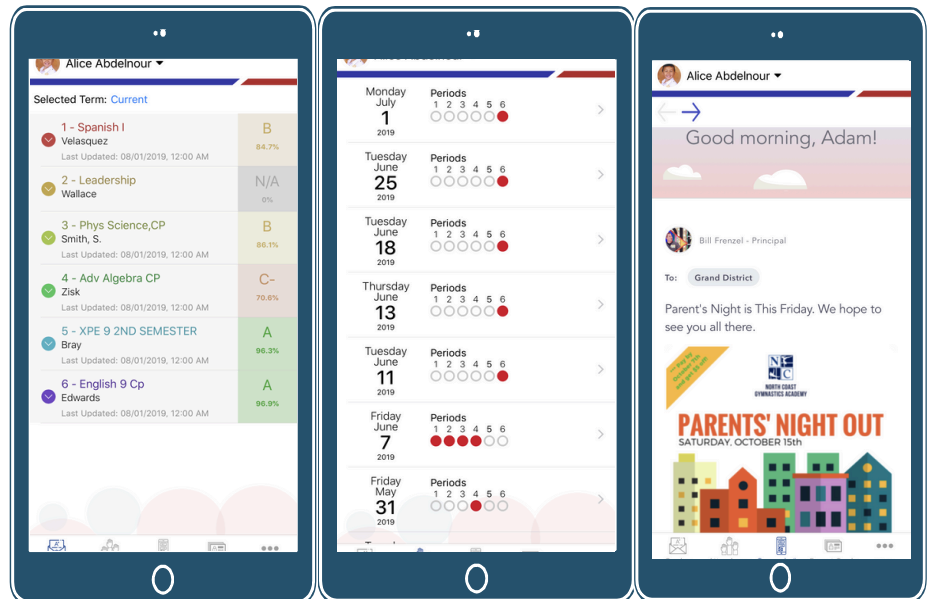 Alice Abdelnour
Selected Term: Current
1 - Spanish I
Velasquez
Last Updated: 08/01/2019, 12:00 AM
B
84.7%
2 - Leadership
Wallace
N/A
0%
3 - Phys Science,CP
Smith, S.
Last Updated: 08/01/2019, 12:00 AM
B
86.1%
4 - Adv Algebra CP
Zisk
Last Updated: 08/01/2019, 12:00 AM
C-
70.6%
5 - XPE 9 2ND SEMESTER
Bray
Last Updated: 08/01/2019, 12:00 AM
A
96.3%
6 - English 9 Cp
Edwards
Last Updated: 08/01/2019, 12:00 AM
A
96.9%
Monday
July
1
2019
Periods
1 2 3 4 5 6
Tuesday
June
25
2019
Periods
1 2 3 4 5 6
Tuesday
June
18
2019
Periods
1 2 3 4 5 6
Thursday
June
13
2019
Periods
1 2 3 4 5 6
Tuesday
June
11
2019
Periods
1 2 3 4 5 6
Friday
June
7
2019
Periods
1 2 3 4 5 6
Friday
May
31
2019
Periods
1 2 3 4 5 6
Alice Abdelnour
Good morning, Adam!
Bill Frenzel - Principal
To: Grand District
Parent's Night is This Friday. We hope to
see you all there.
Pay by
October 7th
and get $5 off
N C
NORTH COAST
GYMNASTICS ACADEMY
PARENTS' NIGHT OUT
SATURDAY. OCTOBER 15th